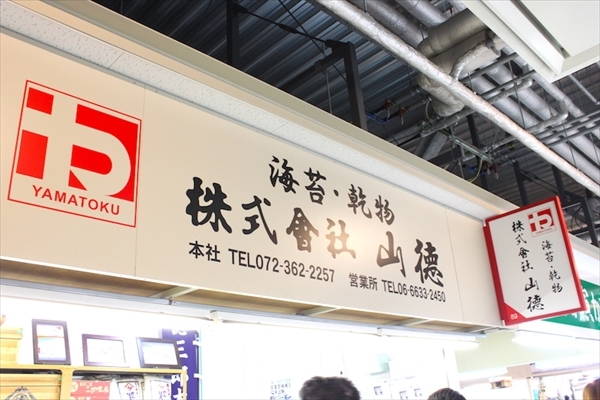 YAMATOKU
海苔・乾物
株式會社 山德
本社 TEL072-362-2257 営業所 TEL06-6633-2450
海苔・乾物
株式會社 山德